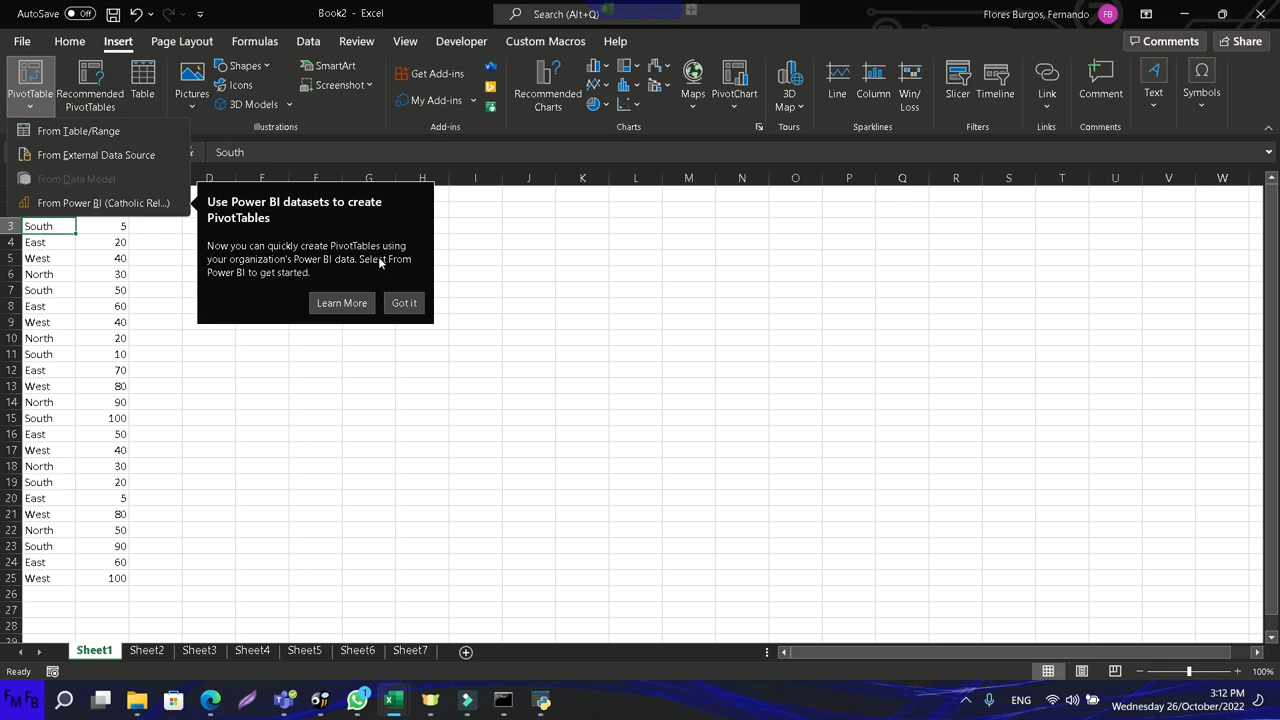 AutoSave Off Book2 - Excel Search (Alt+Q) Flores Burgos, Fernando FB
File Home Insert Page Layout Formulas Data Review View Developer Custom Macros Help Comments Share
PivotTable
Recommended
PivotTables
Table
Pictures
Shapes
Icons
3D Models
SmartArt
Screenshot
Get Add-ins
My Add-ins
Recommended
Charts
Maps
PivotChart
3D
Map
Line
Column
Win/
Loss
Slicer
Timeline
Link
Comment
Text
Symbols
Illustrations Add-ins Charts Tours Sparklines Filters Links Comments
From Table/Range
From External Data Source
From Data Model
From Power BI (Catholic Rel...)
South
D E F G H I J K L M N O P Q R S T U V W
Use Power BI datasets to create
PivotTables
Now you can quickly create PivotTables using
your organization's Power BI data. Select From
Power BI to get started.
Learn More Got it
3 South 5
4 East 20
5 West 40
6 North 30
7 South 50
8 East 60
9 West 40
10 North 20
11 South 10
12 East 70
13 West 80
14 North 90
15 South 100
16 East 50
17 West 40
18 North 30
19 South 20
20 East 5
21 West 80
22 North 50
23 South 90
24 East 60
25 West 100
26
27
28
29
Sheet1 Sheet2 Sheet3 Sheet4 Sheet5 Sheet6 Sheet7
Ready 100%
FM FB 1 ENG 3:12 PM
Wednesday 26/October/2022